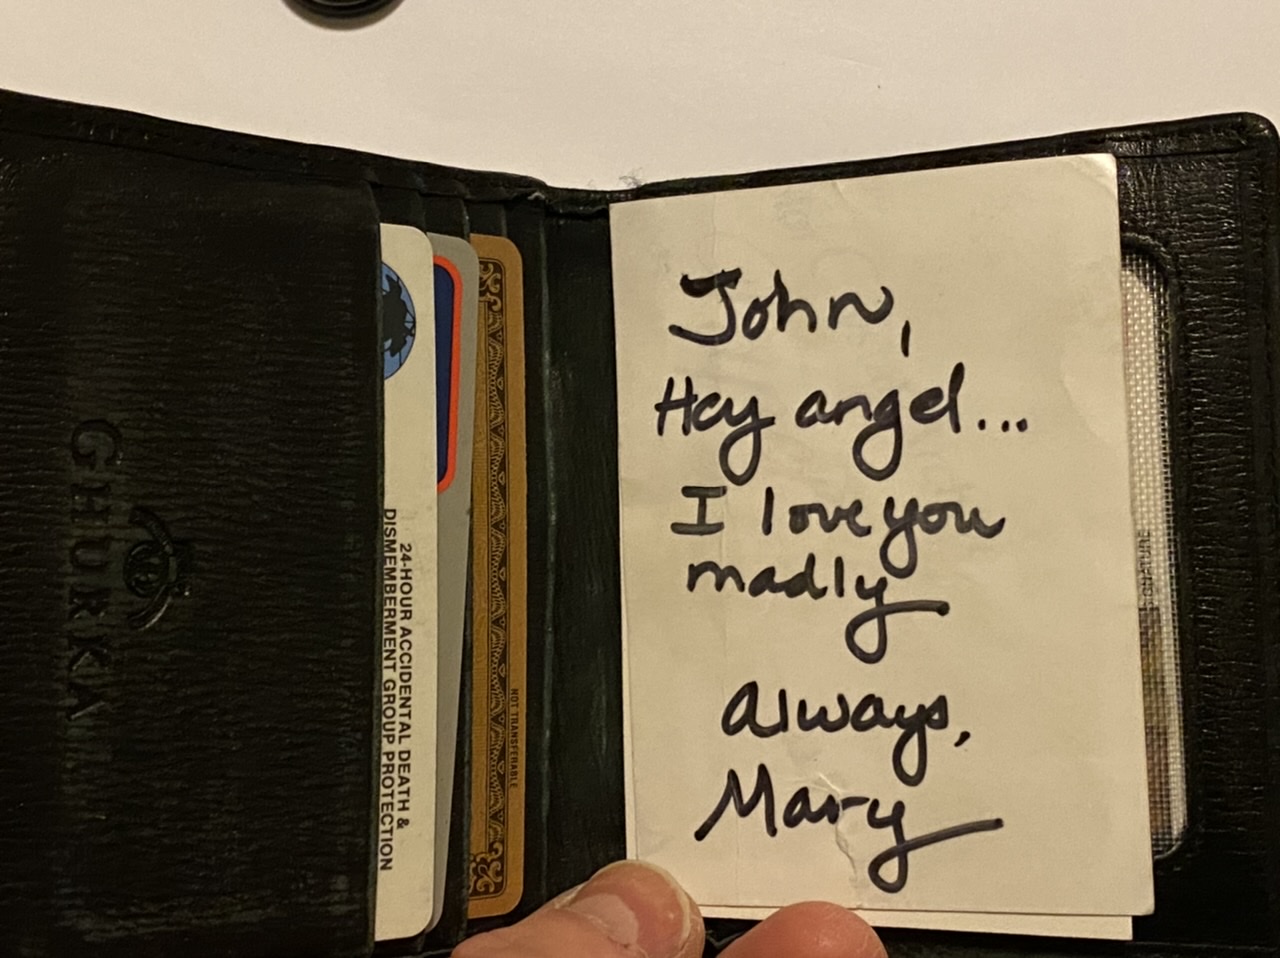 GHURKA
24-HOUR ACCIDENTAL DEATH &
DISMEMBERMENT GROUP PROTECTION
NOT TRANSFERABLE
John,
Hey angel...
I love you
madly
Always,
Mary